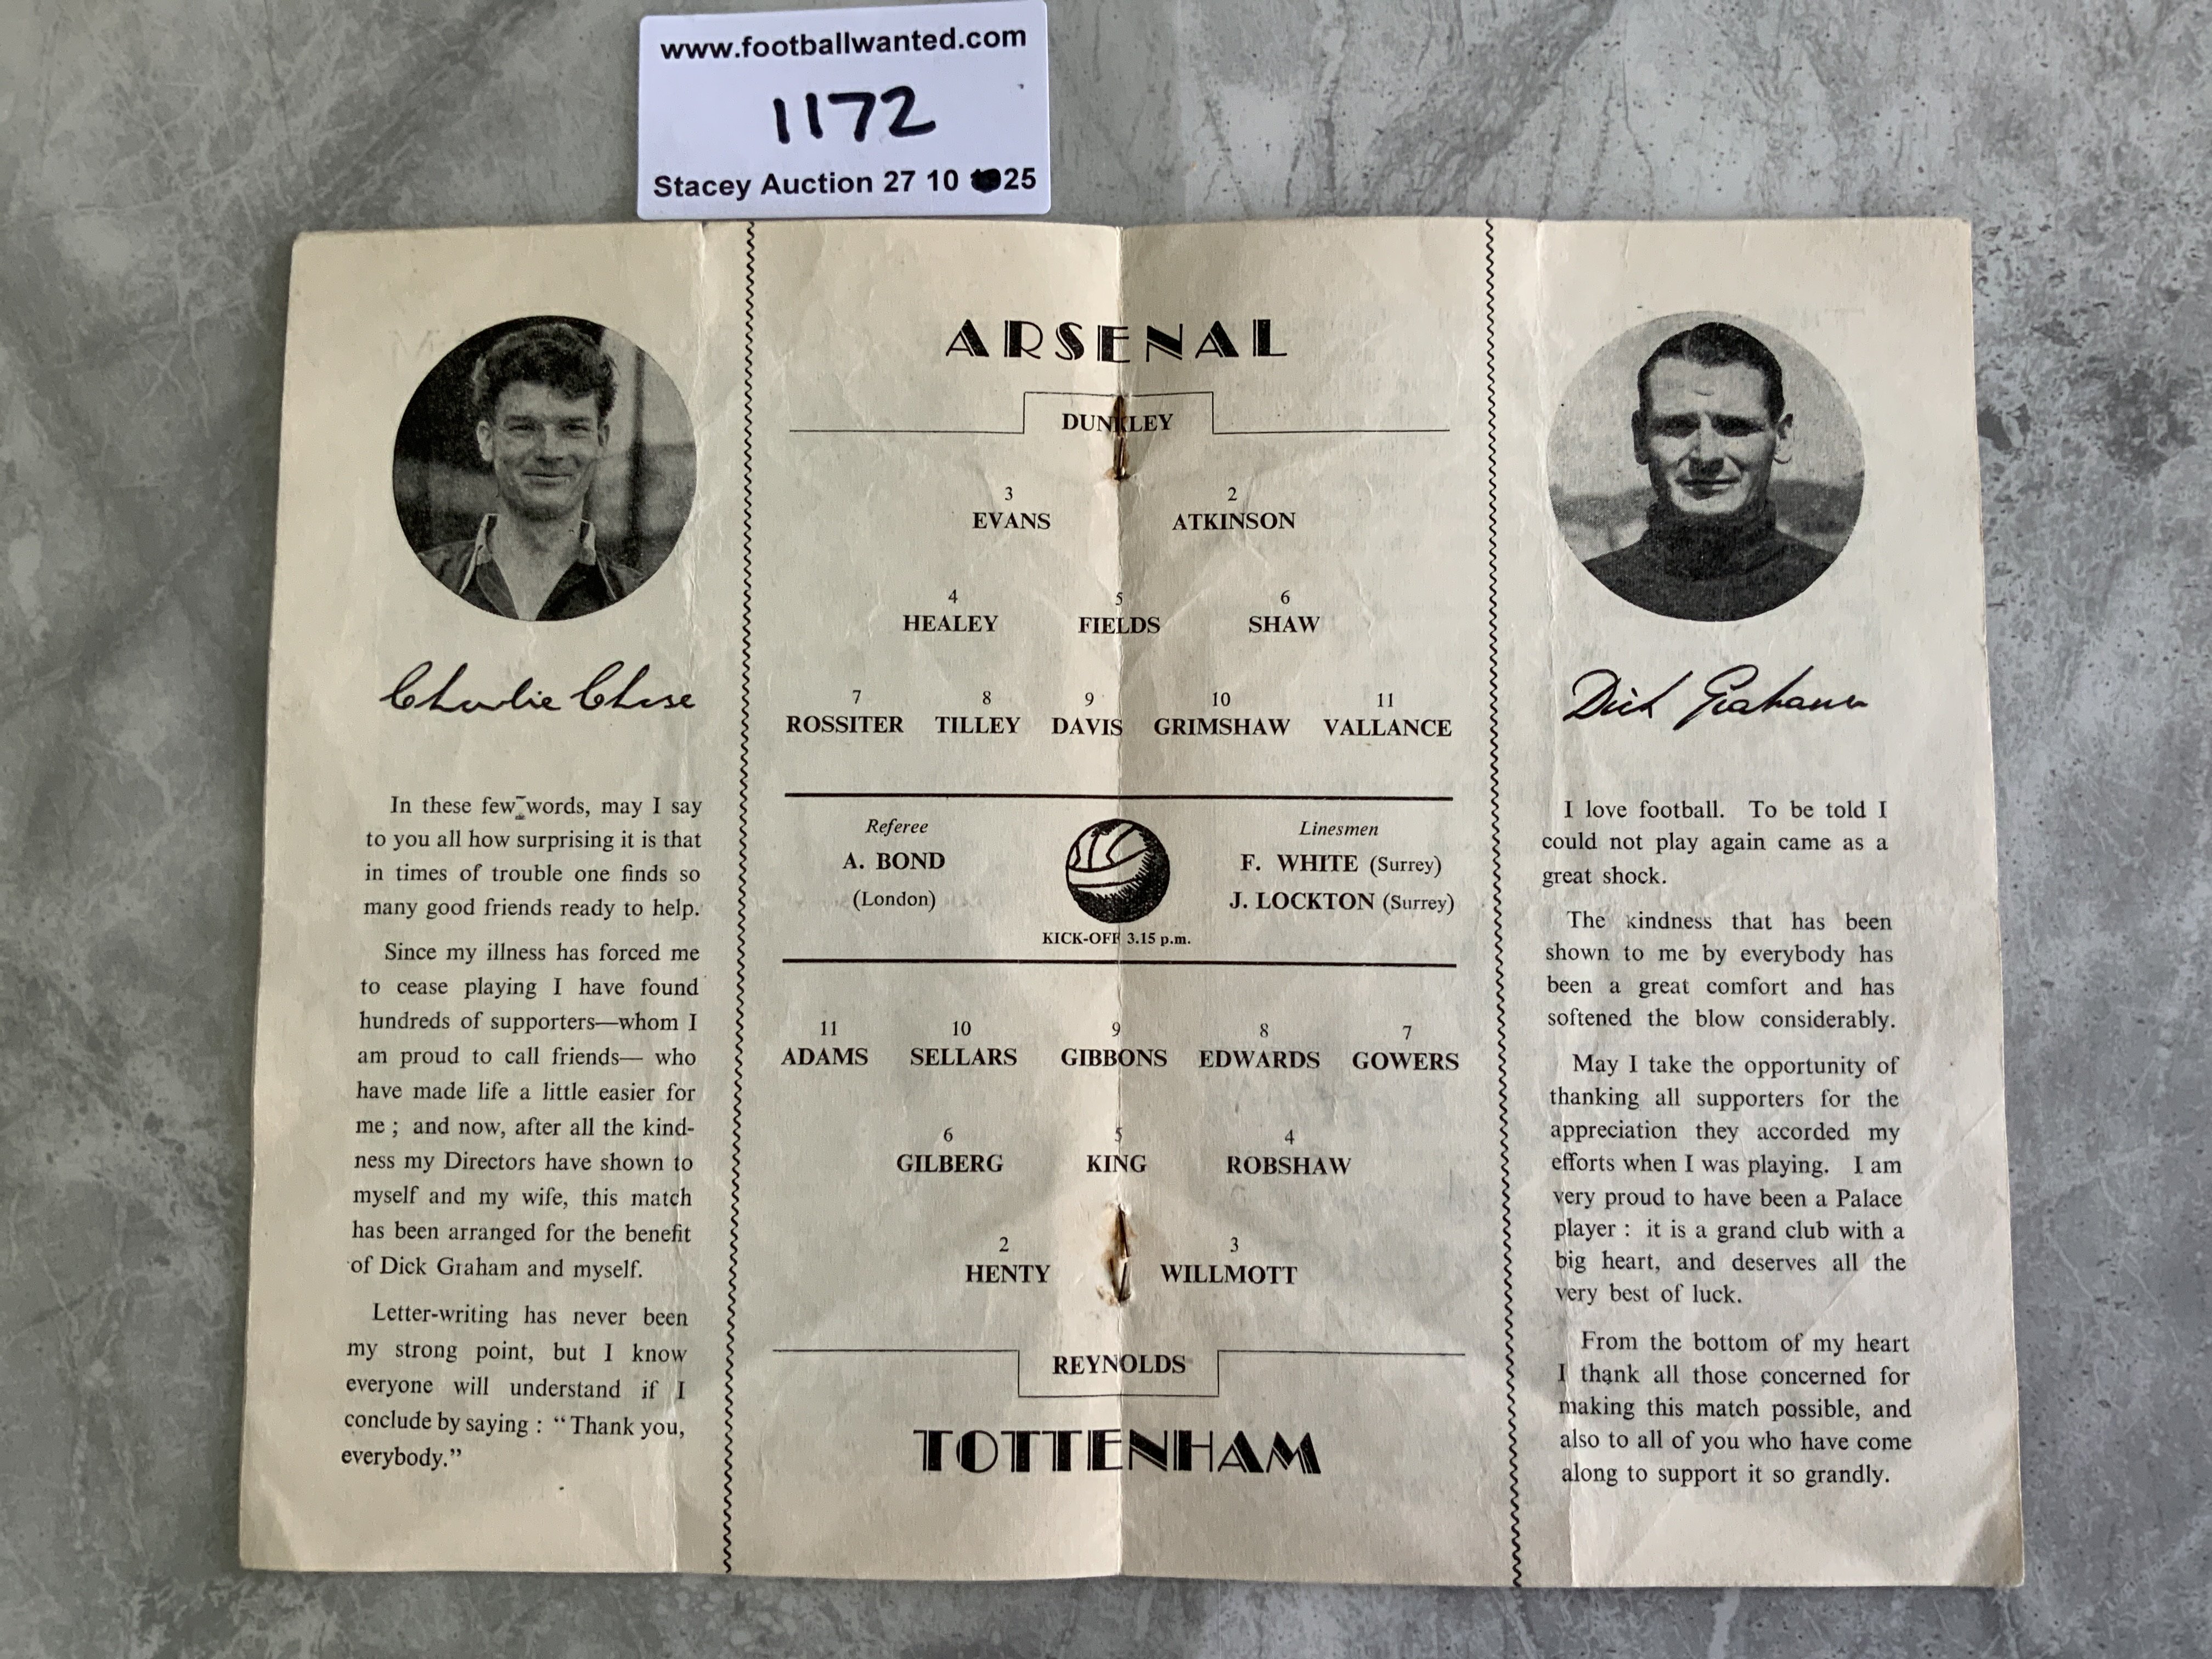 www.footballwanted.com
1172
Stacey Auction 27 10 25
Charlie Chase
In these few words, may I say
to you all how surprising it is that
in times of trouble one finds so
many good friends ready to help.
Since my illness has forced me
to cease playing I have found
hundreds of supporters—whom I
am proud to call friends— who
have made life a little easier for
me ; and now, after all the kind-
ness my Directors have shown to
myself and my wife, this match
has been arranged for the benefit
of Dick Graham and myself.
Letter-writing has never been
my strong point, but I know
everyone will understand if I
conclude by saying : “Thank you,
everybody.”
ARSENAL
DUNKLEY
3 2
EVANS ATKINSON
4 5 6
HEALEY FIELDS SHAW
7 8 9 10 11
ROSSITER TILLEY DAVIS GRIMSHAW VALLANCE
Referee
A. BOND
(London)
KICK-OFF 3.15 p.m.
Linesmen
F. WHITE (Surrey)
J. LOCKTON (Surrey)
11 10 9 8 7
ADAMS SELLARS GIBBONS EDWARDS GOWERS
6 5 4
GILBERG KING ROBSHAW
2 3
HENTY WILLMOTT
REYNOLDS
TOTTENHAM
Dick Graham
I love football. To be told I
could not play again came as a
great shock.
The kindness that has been
shown to me by everybody has
been a great comfort and has
softened the blow considerably.
May I take the opportunity of
thanking all supporters for the
appreciation they accorded my
efforts when I was playing. I am
very proud to have been a Palace
player : it is a grand club with a
big heart, and deserves all the
very best of luck.
From the bottom of my heart
I thank all those concerned for
making this match possible, and
also to all of you who have come
along to support it so grandly.